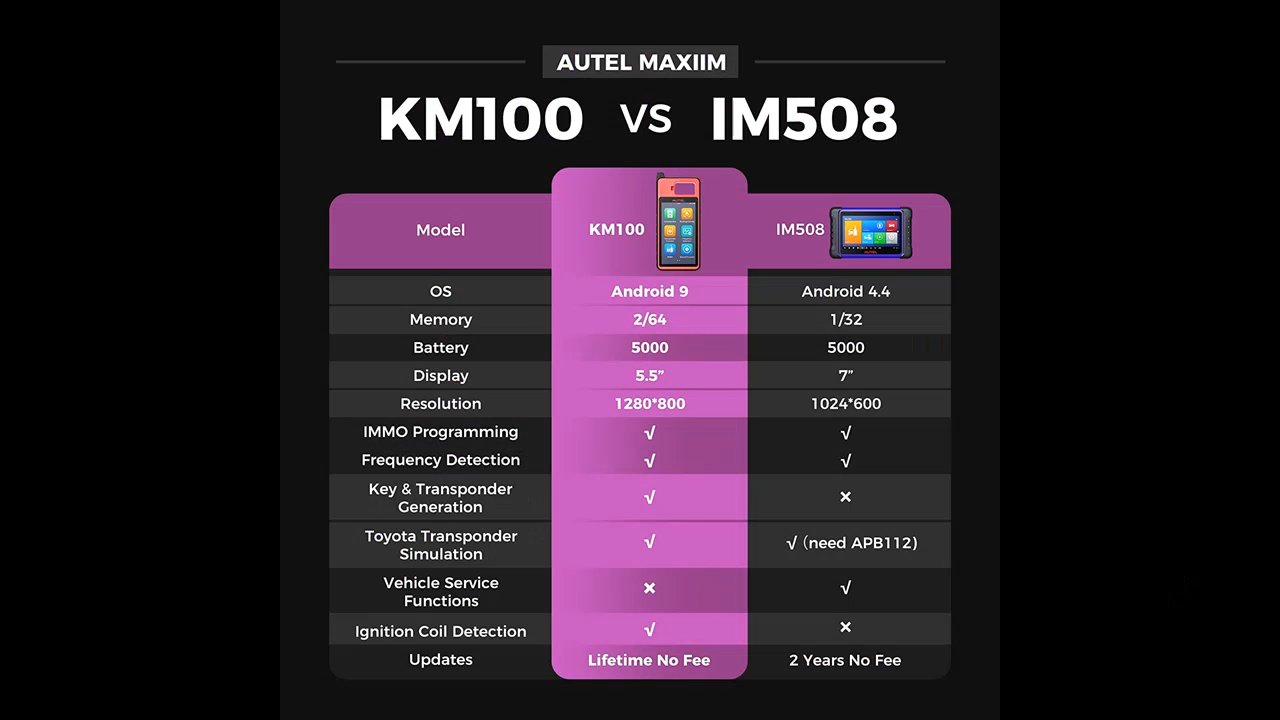 AUTEL MAXIIM
KM100 VS IM508
Model KM100 IM508
OS Android 9 Android 4.4
Memory 2/64 1/32
Battery 5000 5000
Display 5.5” 7”
Resolution 1280*800 1024*600
IMMO Programming √ √
Frequency Detection √ √
Key & Transponder
Generation √ ×
Toyota Transponder
Simulation √ √ (need APB112)
Vehicle Service
Functions × √
Ignition Coil Detection √ ×
Updates Lifetime No Fee 2 Years No Fee